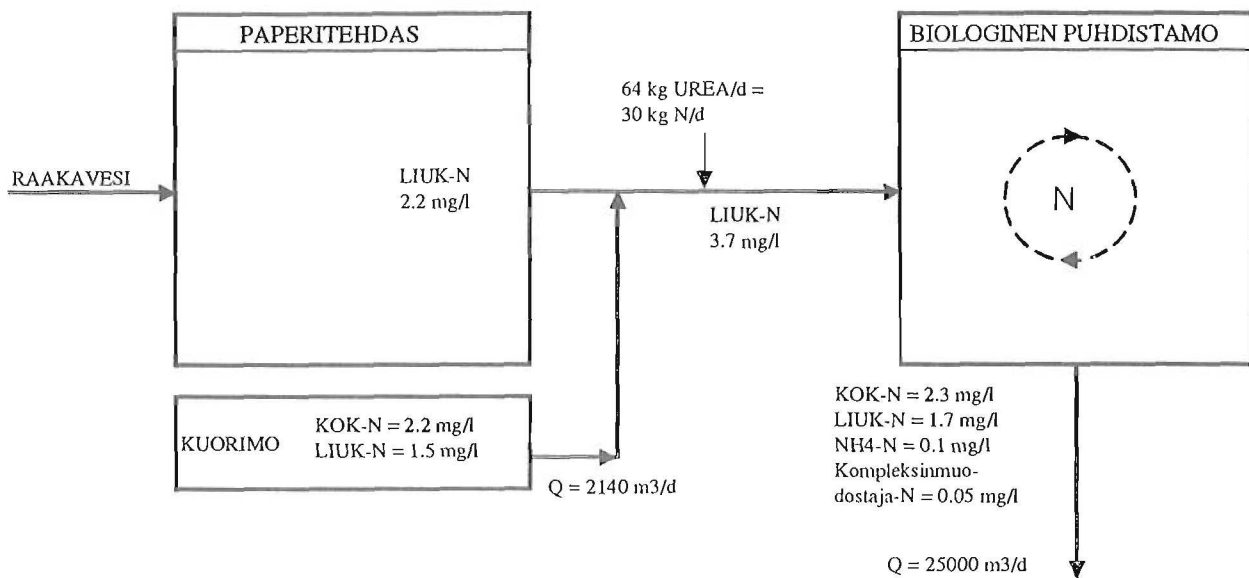 PAPERITEHDAS
BIOLOGINEN PUHDISTAMO
64 kg UREA/d =
30 kg N/d
RAAKAVESI
LIUK-N
2.2 mg/l
LIUK-N
3.7 mg/l
N
KUORIMO
KOK-N = 2.2 mg/l
LIUK-N = 1.5 mg/l
Q = 2140 m3/d
KOK-N = 2.3 mg/l
LIUK-N = 1.7 mg/l
NH4-N = 0.1 mg/l
Kompleksinmuo-
dostaja-N = 0.05 mg/l
Q = 25000 m3/d